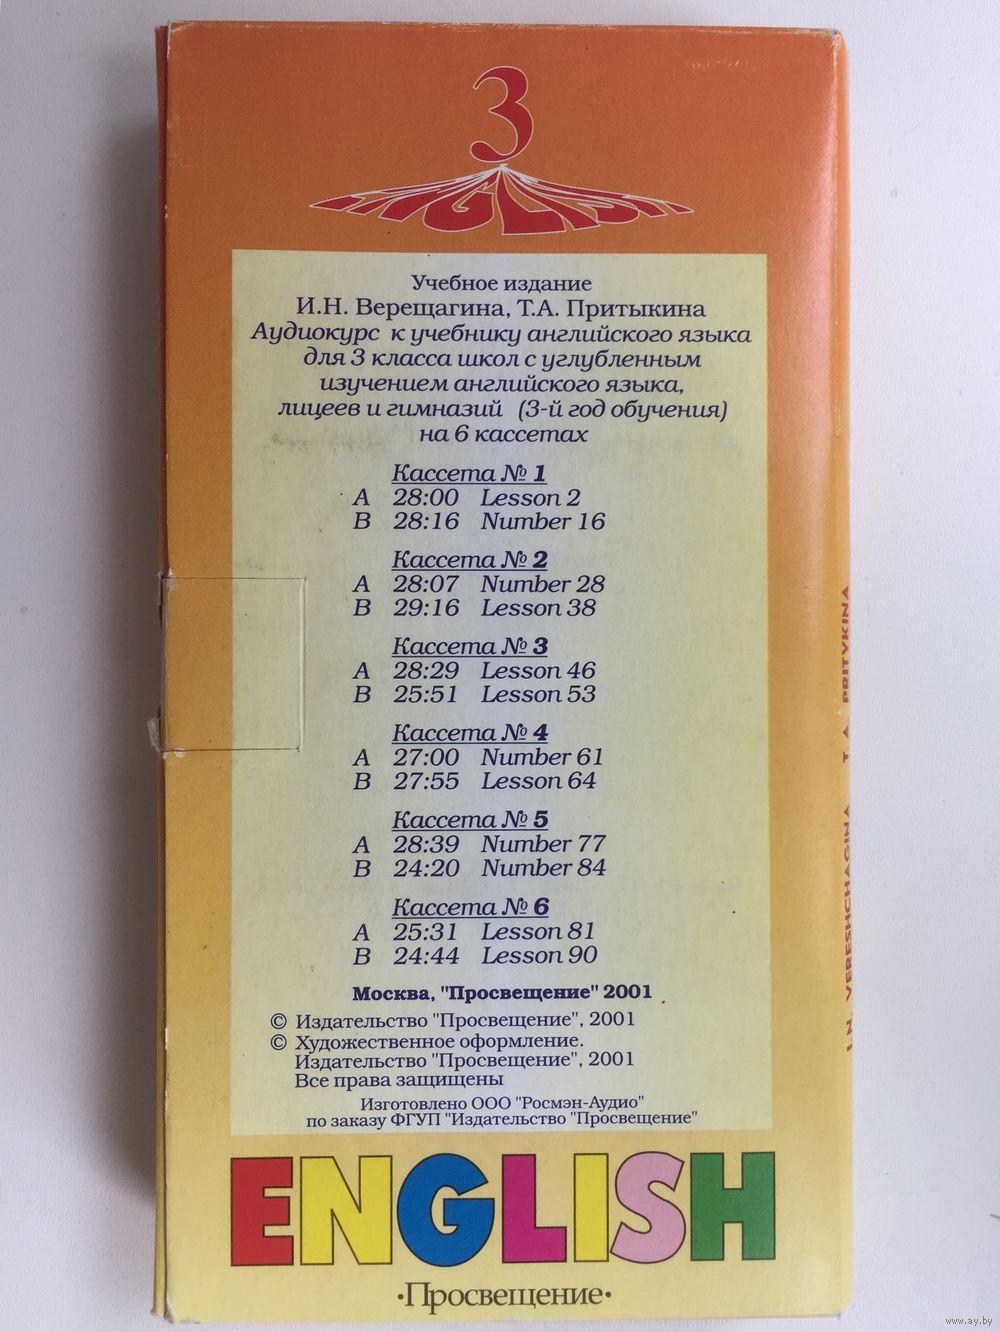 3
ENGLISH
Учебное издание
И.Н. Верещагина, Т.А. Притыкина
Аудиокурс к учебнику английского языка
для 3 класса школ с углубленным
изучением английского языка,
лицеев и гимназий (3-й год обучения)
на 6 кассетах
Кассета № 1
А 28:00 Lesson 2
В 28:16 Number 16
Кассета № 2
А 28:07 Number 28
В 29:16 Lesson 38
Кассета № 3
А 28:29 Lesson 46
В 25:51 Lesson 53
Кассета № 4
А 27:00 Number 61
В 27:55 Lesson 64
Кассета № 5
А 28:39 Number 77
В 24:20 Number 84
Кассета № 6
А 25:31 Lesson 81
В 24:44 Lesson 90
Москва, "Просвещение" 2001
© Издательство "Просвещение", 2001
© Художественное оформление.
Издательство "Просвещение", 2001
Все права защищены
Изготовлено ООО "Росмэн-Аудио"
по заказу ФГУП "Издательство "Просвещение"
ENGLISH
·Просвещение·
I.N. VERESHCHAGINA T.A. PRITYKINA
www.ay.by